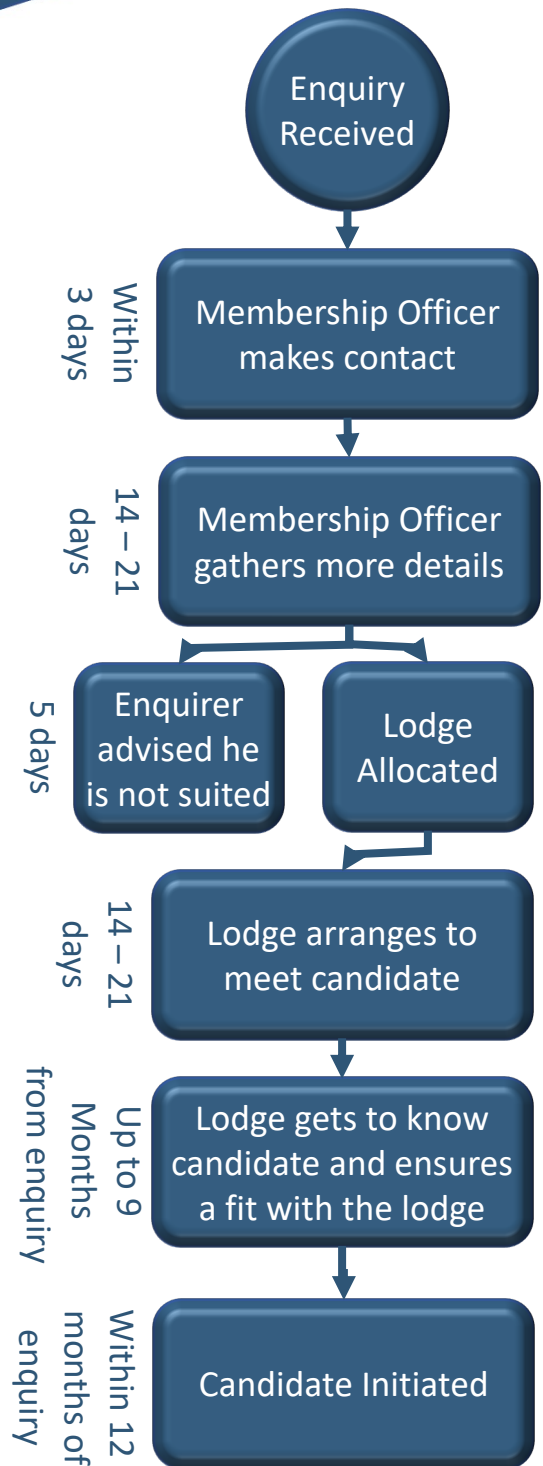 Enquiry
Received
Within
3 days
Membership Officer
makes contact
14 – 21
days
Membership Officer
gathers more details
5 days
Enquirer
advised he
is not suited
Lodge
Allocated
14 – 21
days
Lodge arranges to
meet candidate
Up to 9
Months
from enquiry
Lodge gets to know
candidate and ensures
a fit with the lodge
Within 12
months of
enquiry
Candidate Initiated